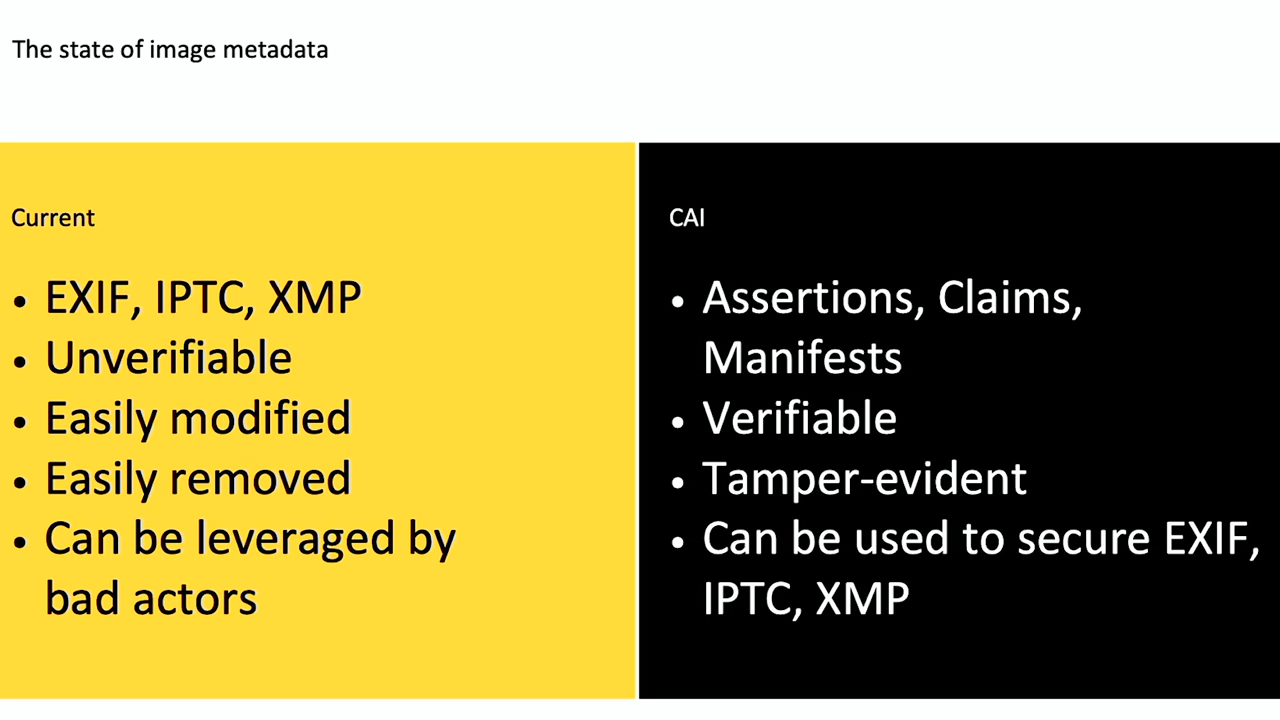 The state of image metadata
Current
• EXIF, IPTC, XMP
• Unverifiable
• Easily modified
• Easily removed
• Can be leveraged by
bad actors
CAI
• Assertions, Claims,
Manifests
• Verifiable
• Tamper-evident
• Can be used to secure EXIF,
IPTC, XMP